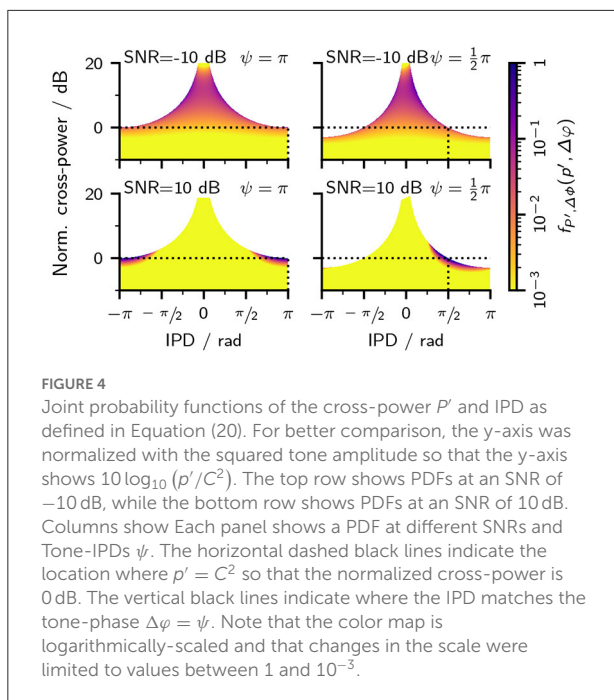 SNR=-10 dB ψ = π SNR=-10 dB ψ = ½π
20
0
20
0
Norm. cross-power / dB
SNR=10 dB ψ = π SNR=10 dB ψ = ½π
−π − π/2 0 π/2 π −π − π/2 0 π/2 π
IPD / rad IPD / rad
1
10⁻¹
10⁻²
10⁻³
f_{P′,ΔΦ}(p′, Δφ)
FIGURE 4
Joint probability functions of the cross-power P′ and IPD as
defined in Equation (20). For better comparison, the y-axis was
normalized with the squared tone amplitude so that the y-axis
shows 10 log₁₀ (p′/C²). The top row shows PDFs at an SNR of
−10 dB, while the bottom row shows PDFs at an SNR of 10 dB.
Columns show Each panel shows a PDF at different SNRs and
Tone-IPDs ψ. The horizontal dashed black lines indicate the
location where p′ = C² so that the normalized cross-power is
0 dB. The vertical black lines indicate where the IPD matches the
tone-phase Δφ = ψ. Note that the color map is
logarithmically-scaled and that changes in the scale were
limited to values between 1 and 10⁻³.